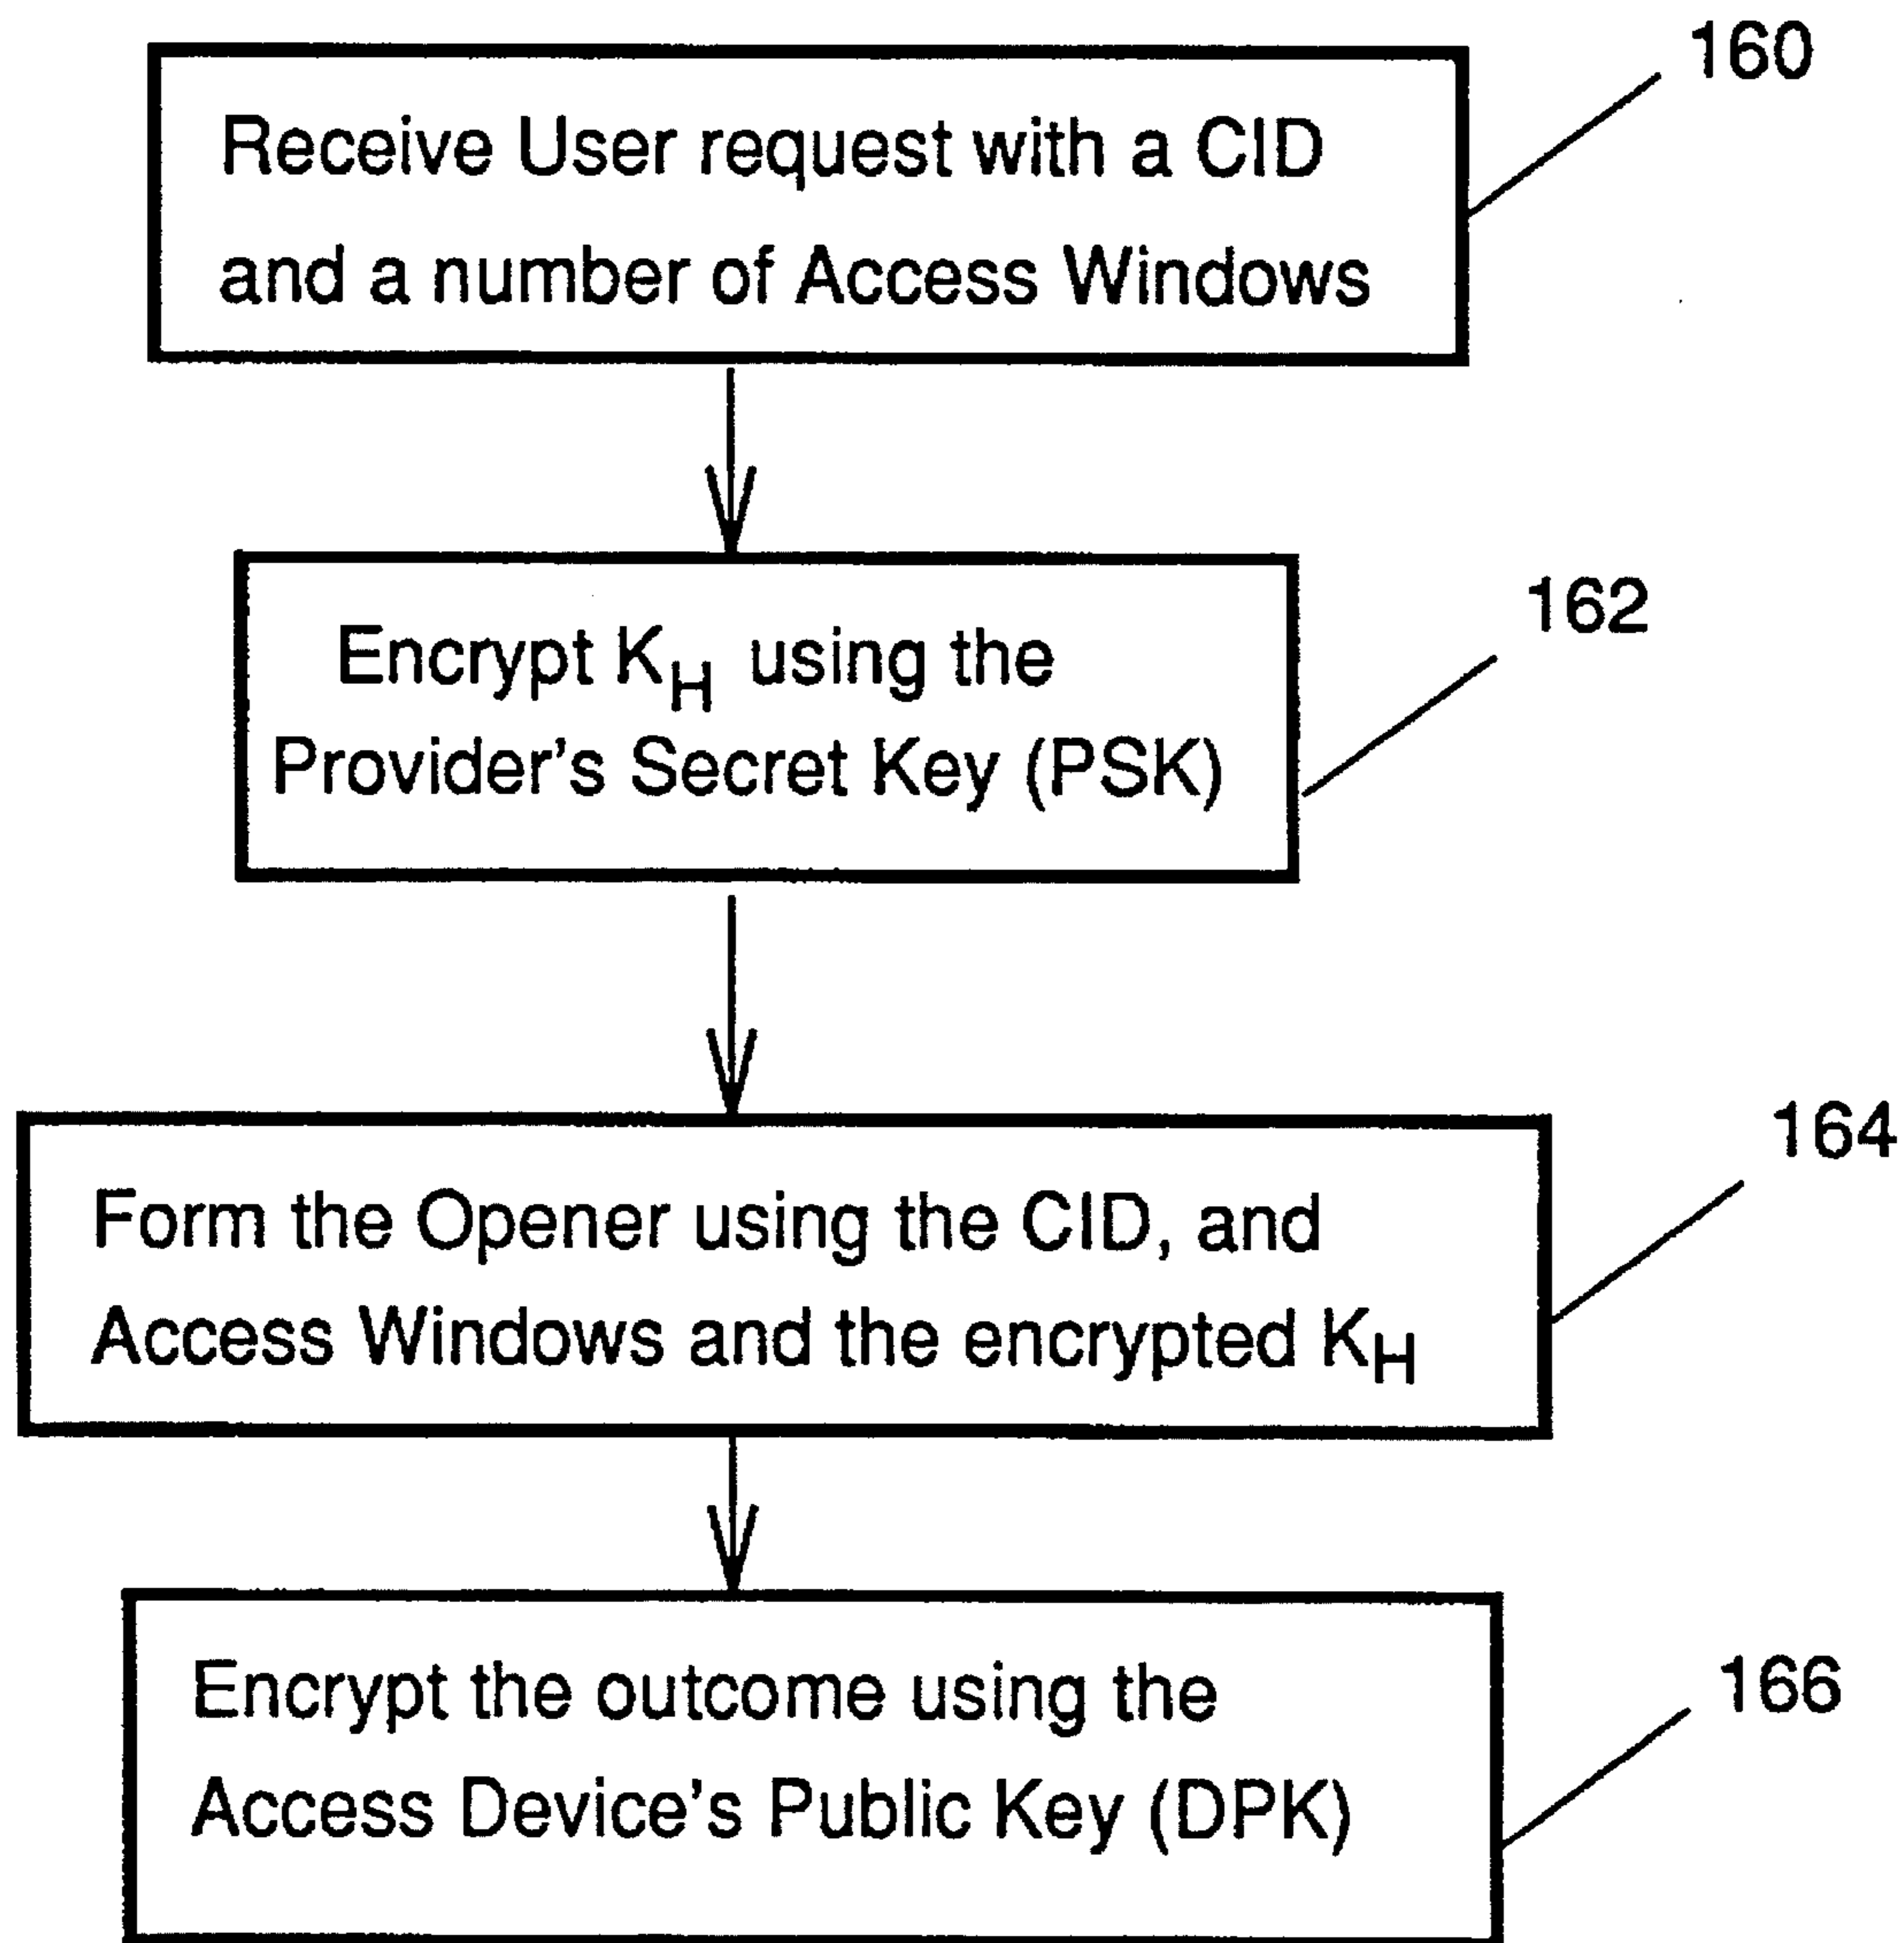 160
Receive User request with a CID
and a number of Access Windows
162
Encrypt KH using the
Provider's Secret Key (PSK)
164
Form the Opener using the CID, and
Access Windows and the encrypted KH
166
Encrypt the outcome using the
Access Device's Public Key (DPK)